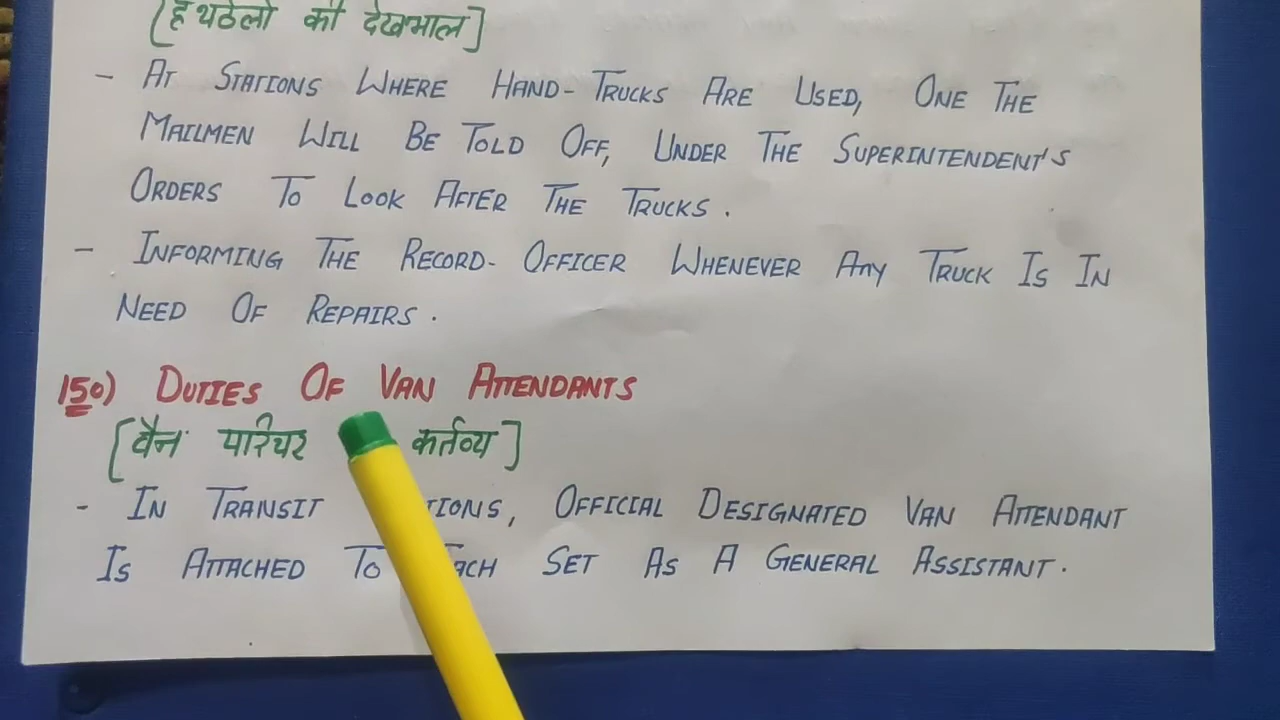 [हथठेलो की देखभाल]
- At Stations Where Hand-Trucks Are Used, One The
Mailmen Will Be Told Off, Under The Superintendent's
Orders To Look After The Trucks.
- Informing The Record-Officer Whenever Any Truck Is In
Need Of Repairs.
150) Duties Of Van Attendants
[वैन परिचर कर्तव्य]
- In Transit Official Designated Van Attendant
Is Attached To Set As A General Assistant.